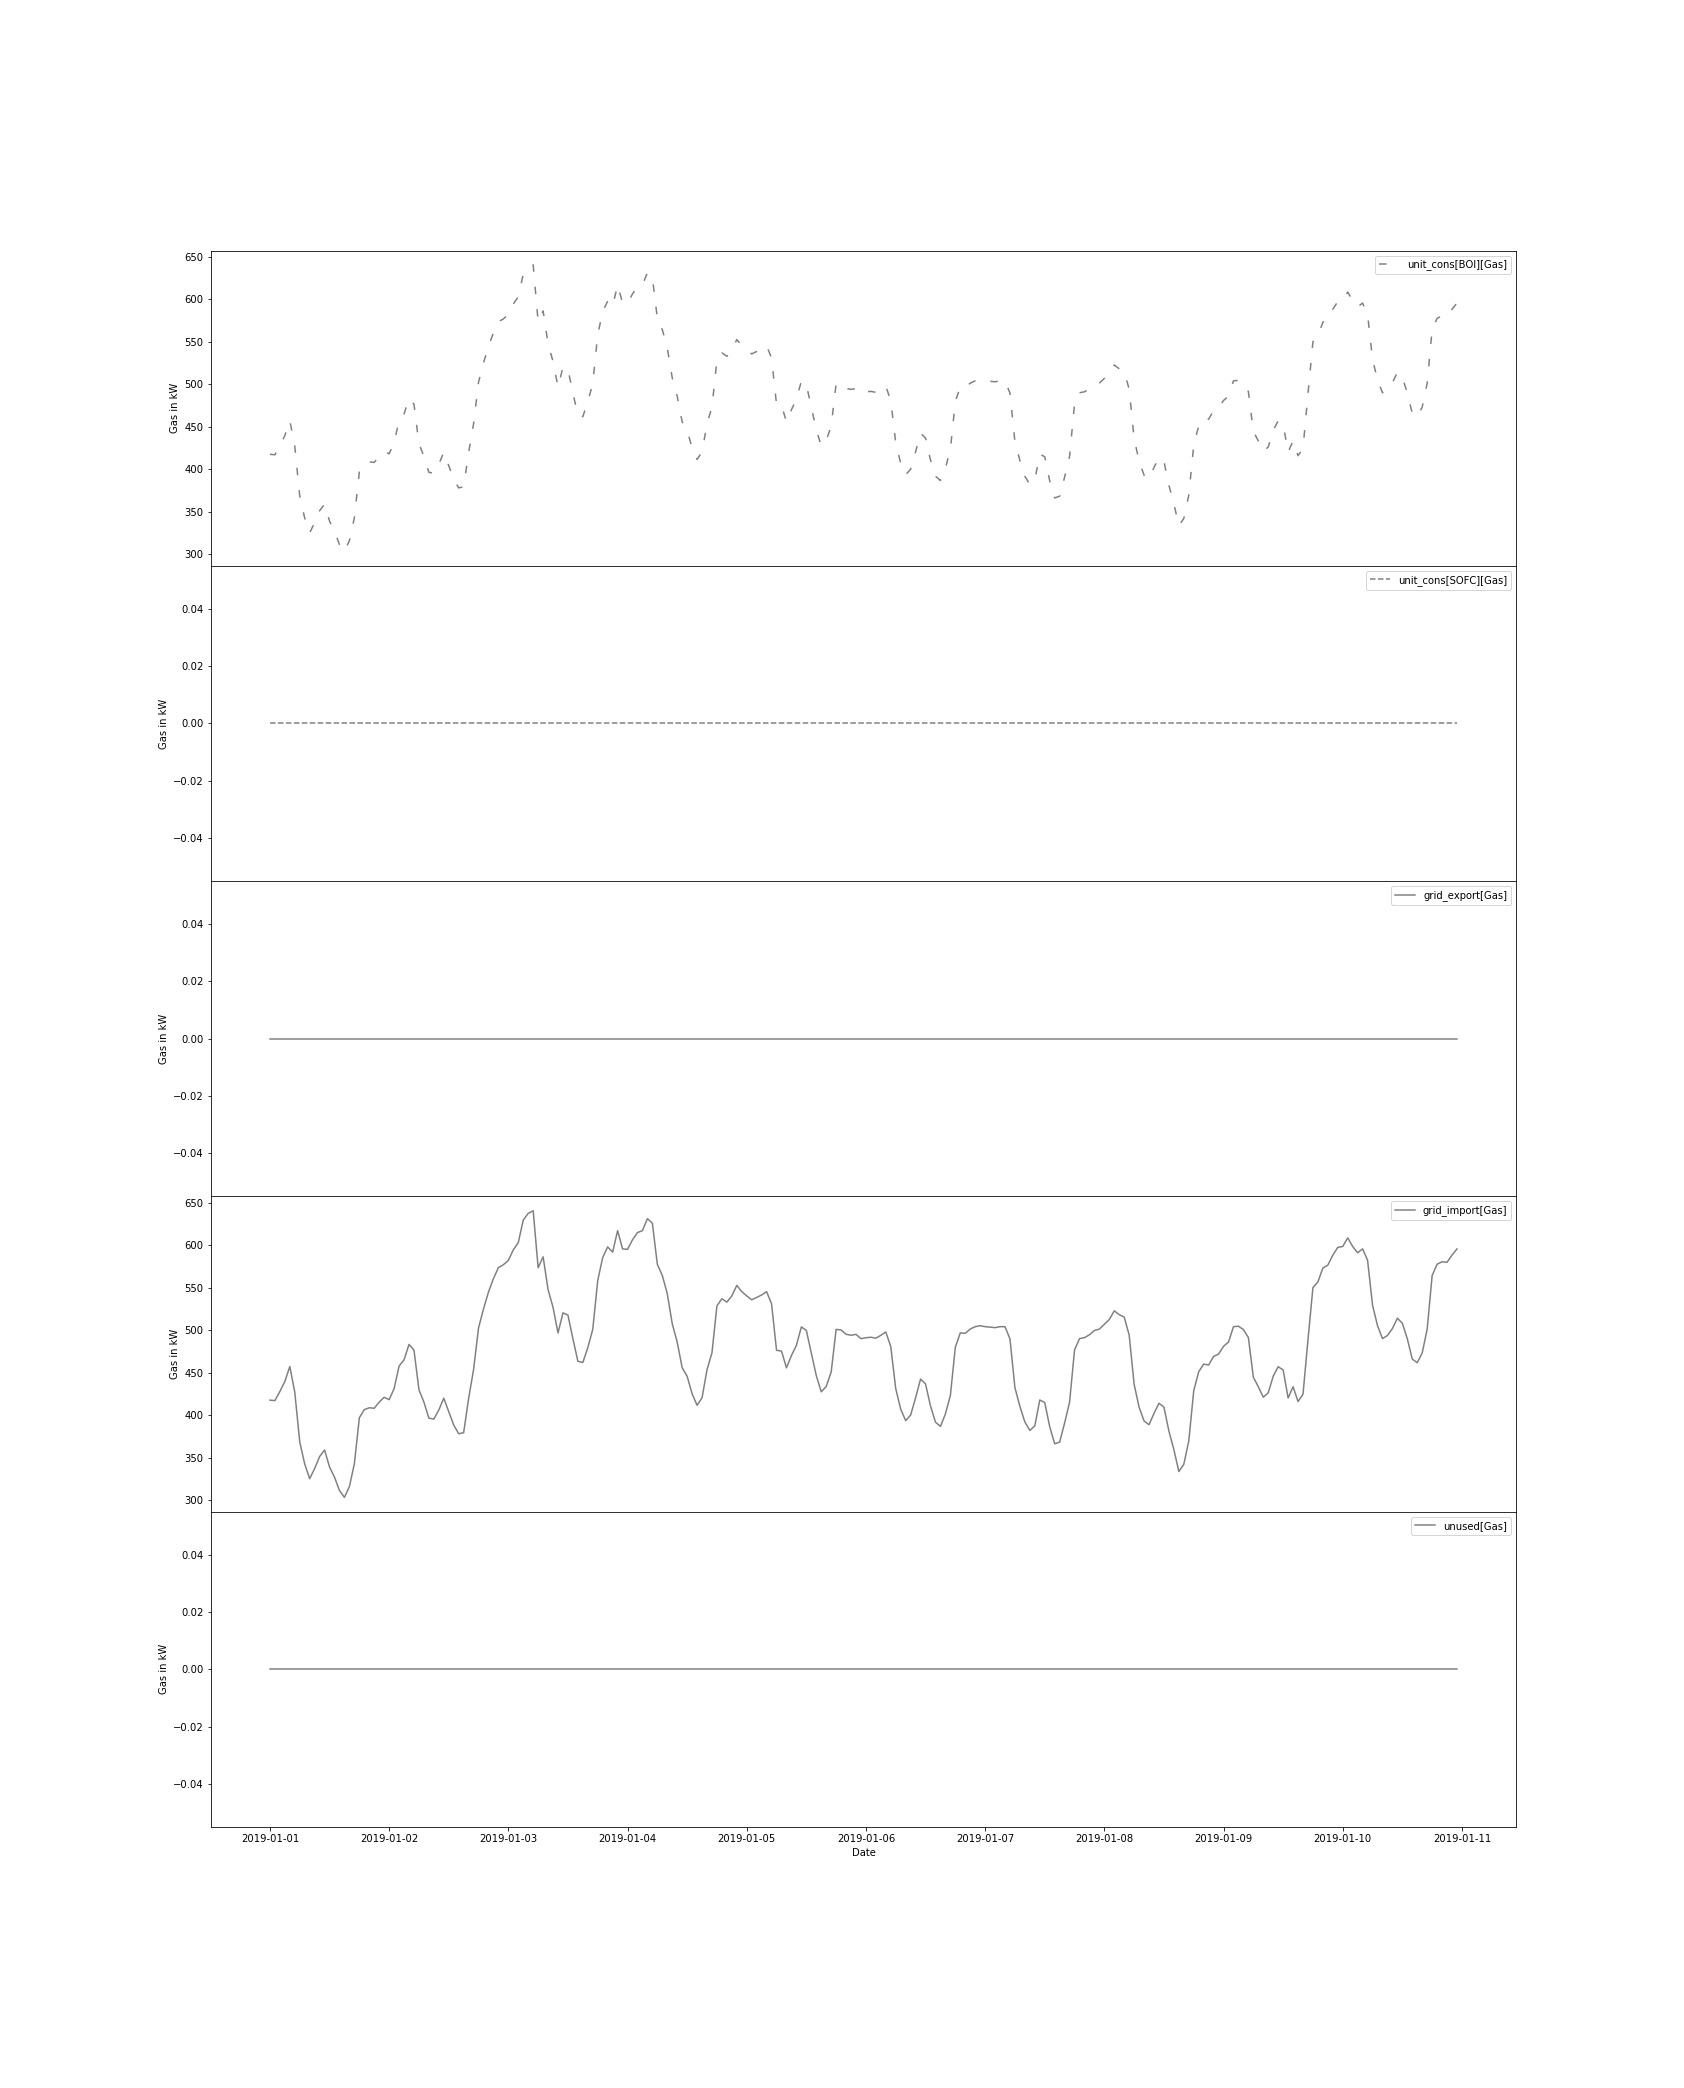 650
600
550
500
450
400
350
300
Gas in kW
unit_cons[BOI][Gas]
0.04
0.02
0.00
−0.02
−0.04
Gas in kW
unit_cons[SOFC][Gas]
0.04
0.02
0.00
−0.02
−0.04
Gas in kW
grid_export[Gas]
650
600
550
500
450
400
350
300
Gas in kW
grid_import[Gas]
0.04
0.02
0.00
−0.02
−0.04
Gas in kW
unused[Gas]
2019-01-01 2019-01-02 2019-01-03 2019-01-04 2019-01-05 2019-01-06 2019-01-07 2019-01-08 2019-01-09 2019-01-10 2019-01-11
Date